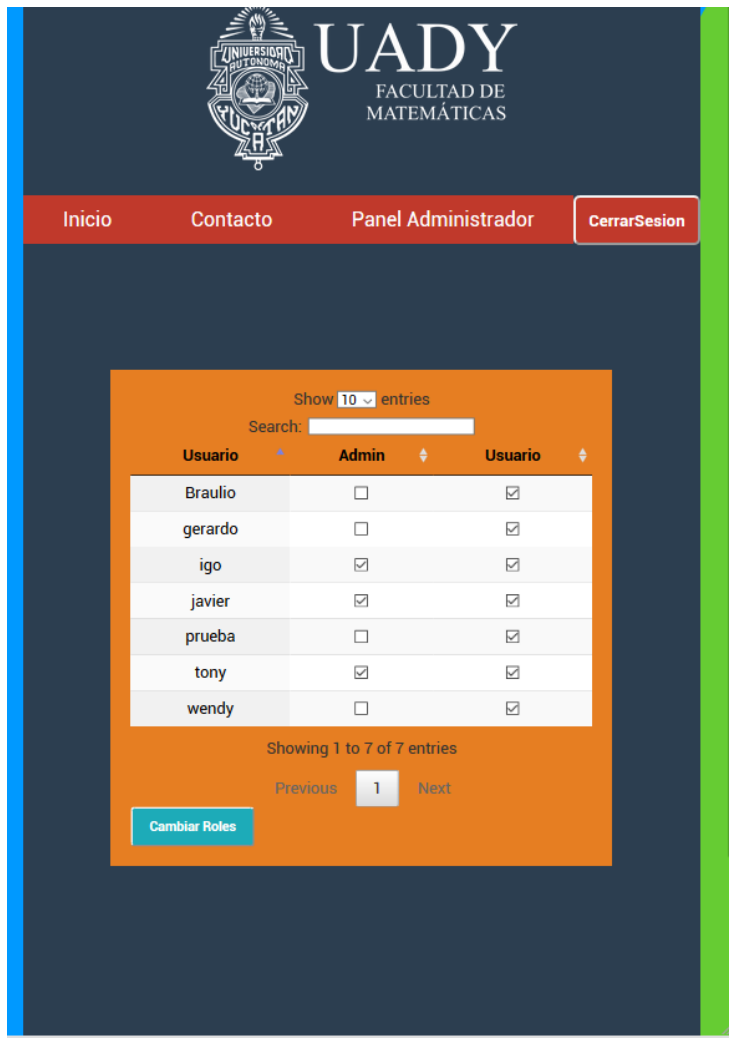 UNIVERSIDAD
AUTONOMA
YUCATAN
UADY
FACULTAD DE
MATEMÁTICAS
Inicio Contacto Panel Administrador CerrarSesion
Show 10 entries
Search:
Usuario Admin Usuario
Braulio
gerardo
igo
javier
prueba
tony
wendy
Showing 1 to 7 of 7 entries
Previous 1 Next
Cambiar Roles